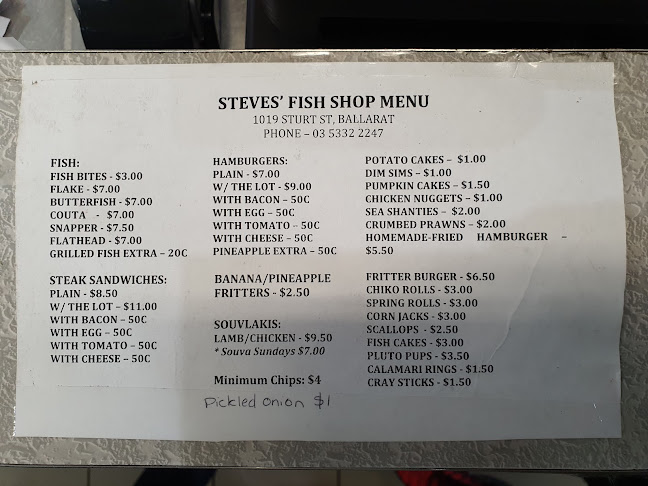 STEVES' FISH SHOP MENU
1019 STURT ST, BALLARAT
PHONE – 03 5332 2247
FISH:
FISH BITES - $3.00
FLAKE - $7.00
BUTTERFISH - $7.00
COUTA - $7.00
SNAPPER - $7.50
FLATHEAD - $7.00
GRILLED FISH EXTRA – 20C
STEAK SANDWICHES:
PLAIN - $8.50
W/ THE LOT – $11.00
WITH BACON – 50C
WITH EGG – 50C
WITH TOMATO – 50C
WITH CHEESE – 50C
HAMBURGERS:
PLAIN - $7.00
W/ THE LOT - $9.00
WITH BACON – 50C
WITH EGG – 50C
WITH TOMATO – 50C
WITH CHEESE – 50C
PINEAPPLE EXTRA – 50C
BANANA/PINEAPPLE
FRITTERS - $2.50
SOUVLAKIS:
LAMB/CHICKEN - $9.50
* Souva Sundays $7.00
Minimum Chips: $4
Pickled onion $1
POTATO CAKES – $1.00
DIM SIMS – $1.00
PUMPKIN CAKES – $1.50
CHICKEN NUGGETS – $1.00
SEA SHANTIES – $2.00
CRUMBED PRAWNS – $2.00
HOMEMADE-FRIED HAMBURGER –
$5.50
FRITTER BURGER - $6.50
CHIKO ROLLS - $3.00
SPRING ROLLS - $3.00
CORN JACKS - $3.00
SCALLOPS - $2.50
FISH CAKES - $3.00
PLUTO PUPS - $3.50
CALAMARI RINGS - $1.50
CRAY STICKS - $1.50